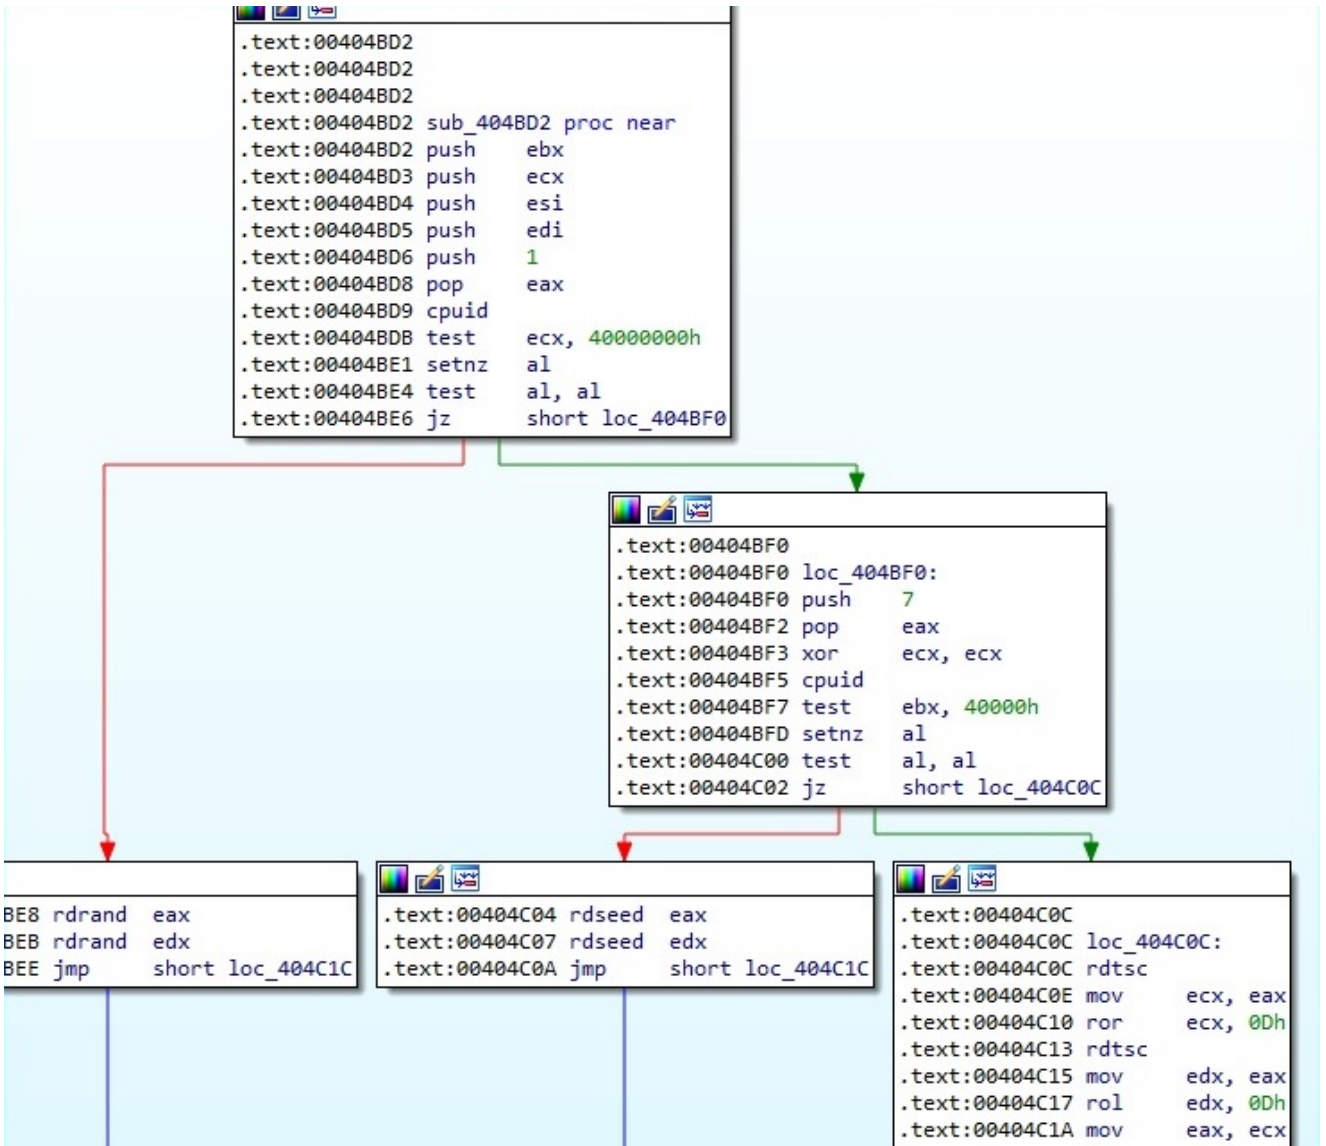 .text:00404BD2
.text:00404BD2
.text:00404BD2
.text:00404BD2 sub_404BD2 proc near
.text:00404BD2 push ebx
.text:00404BD3 push ecx
.text:00404BD4 push esi
.text:00404BD5 push edi
.text:00404BD6 push 1
.text:00404BD8 pop eax
.text:00404BD9 cpuid
.text:00404BDB test ecx, 40000000h
.text:00404BE1 setnz al
.text:00404BE4 test al, al
.text:00404BE6 jz short loc_404BF0
.text:00404BF0
.text:00404BF0 loc_404BF0:
.text:00404BF0 push 7
.text:00404BF2 pop eax
.text:00404BF3 xor ecx, ecx
.text:00404BF5 cpuid
.text:00404BF7 test ebx, 40000h
.text:00404BFD setnz al
.text:00404C00 test al, al
.text:00404C02 jz short loc_404C0C
BE8 rdrand eax
BEB rdrand edx
BEE jmp short loc_404C1C
.text:00404C04 rdseed eax
.text:00404C07 rdseed edx
.text:00404C0A jmp short loc_404C1C
.text:00404C0C
.text:00404C0C loc_404C0C:
.text:00404C0C rdtsc
.text:00404C0E mov ecx, eax
.text:00404C10 ror ecx, 0Dh
.text:00404C13 rdtsc
.text:00404C15 mov edx, eax
.text:00404C17 rol edx, 0Dh
.text:00404C1A mov eax, ecx